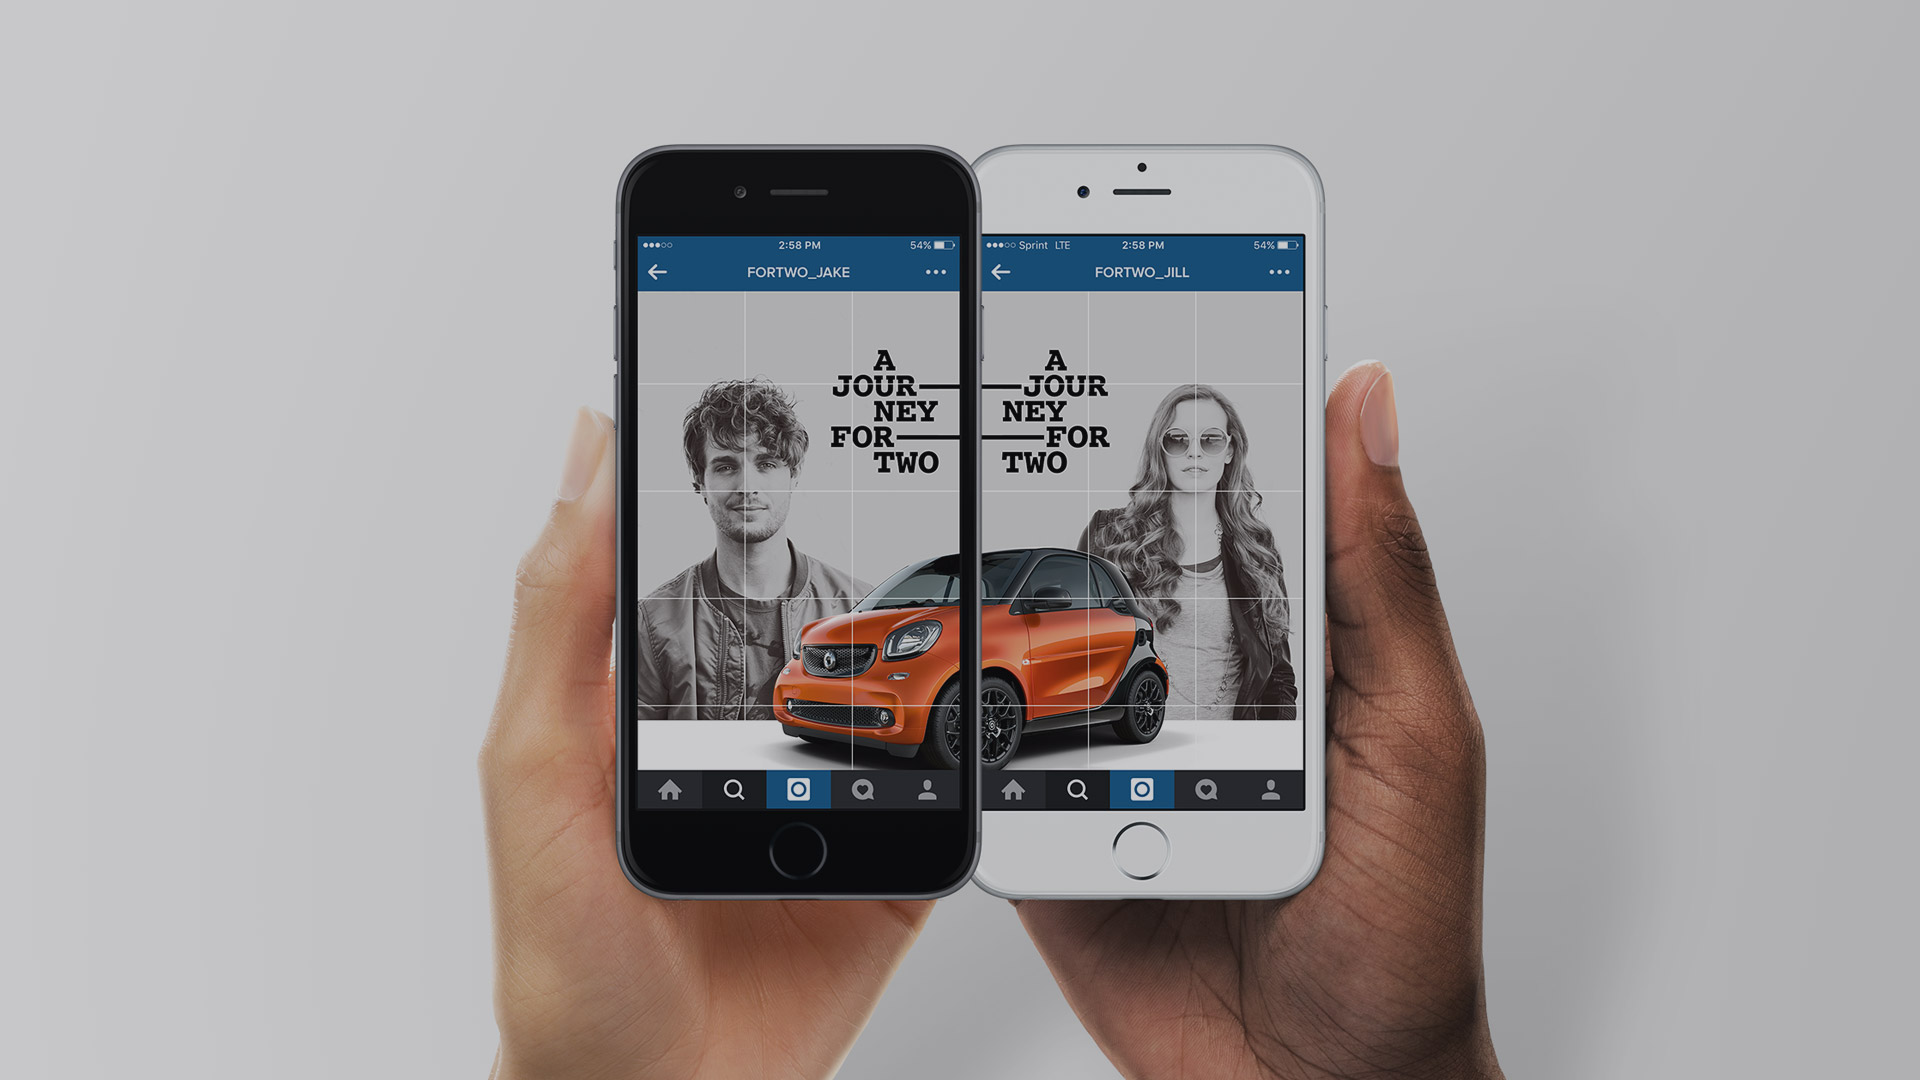 2:58 PM 54%
FORTWO_JAKE
A
JOUR
NEY
FOR
TWO
Sprint LTE 2:58 PM 54%
FORTWO_JILL
A
JOUR
NEY
FOR
TWO